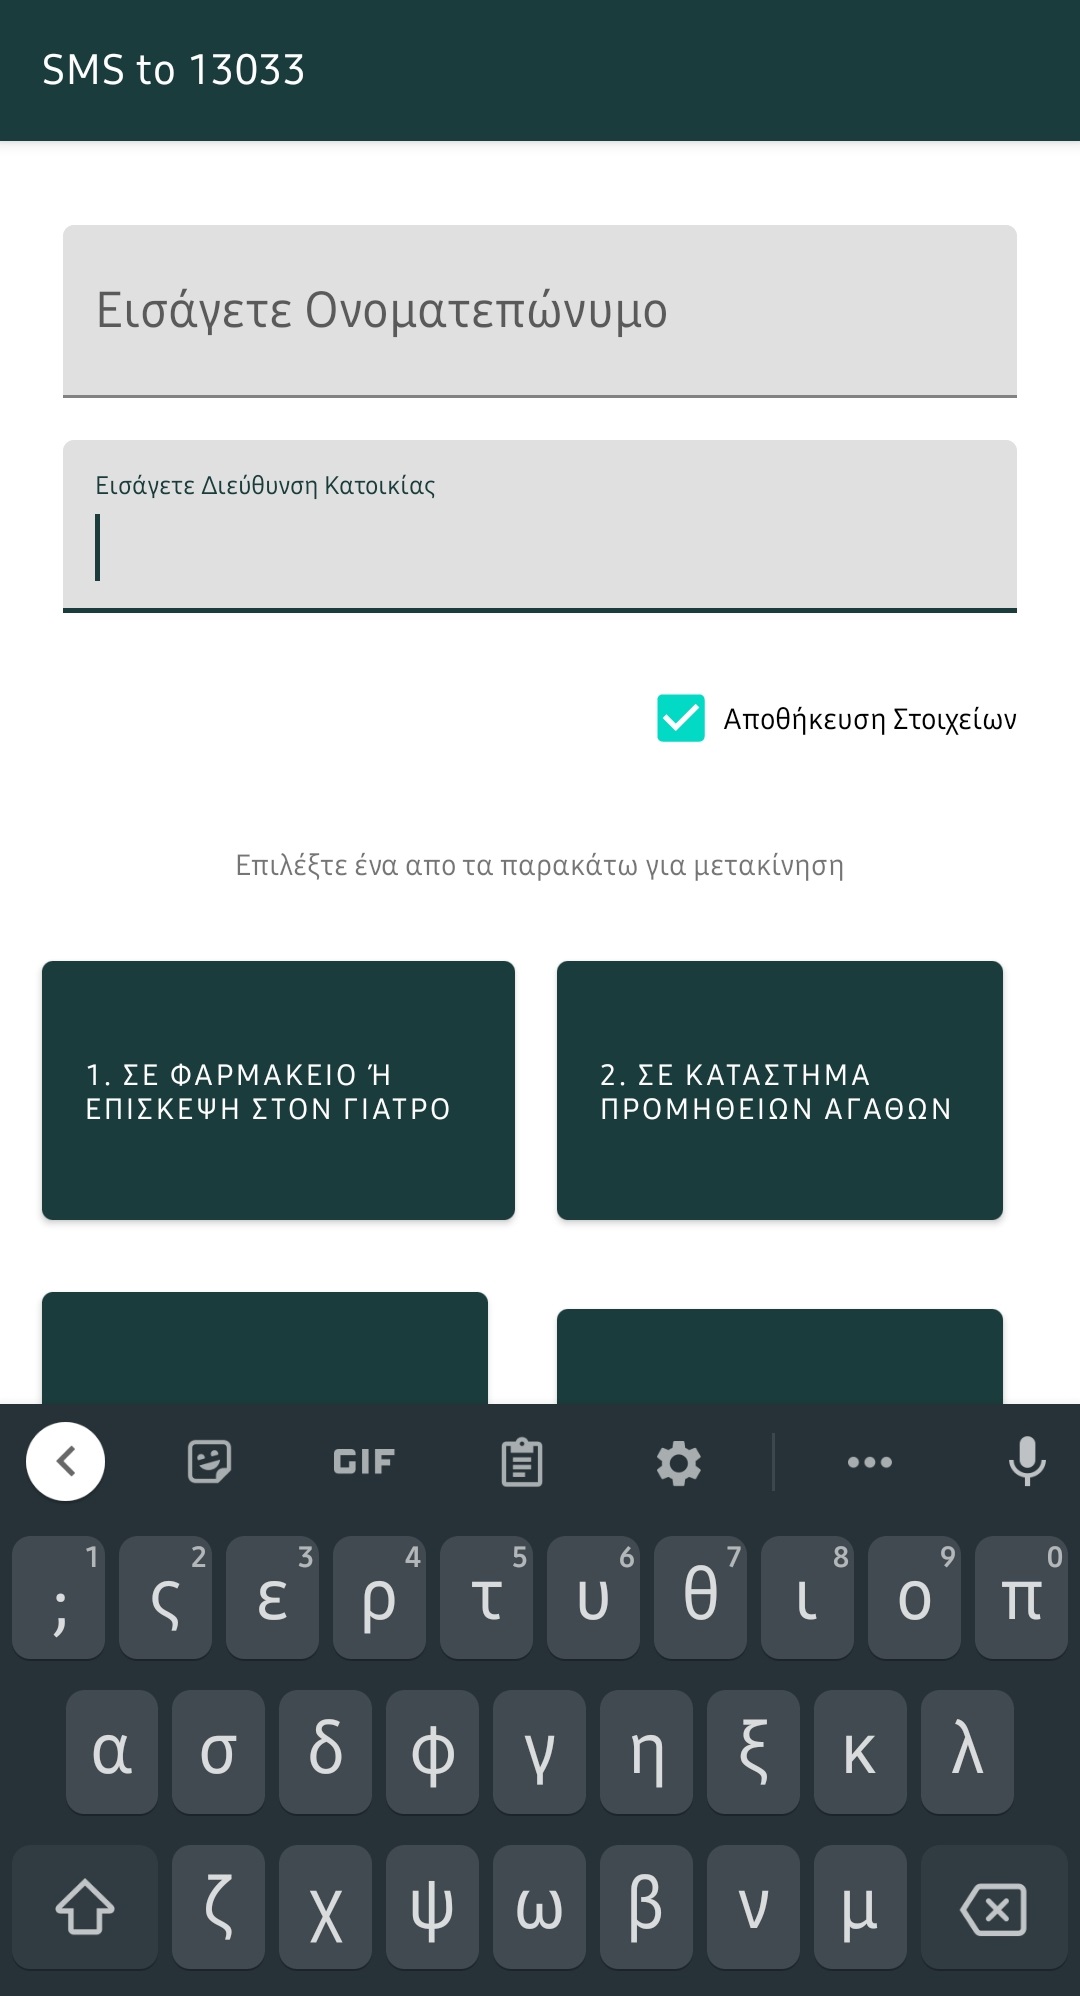 SMS to 13033
Εισάγετε Ονοματεπώνυμο
Εισάγετε Διεύθυνση Κατοικίας
Αποθήκευση Στοιχείων
Επιλέξτε ένα απο τα παρακάτω για μετακίνηση
1. ΣΕ ΦΑΡΜΑΚΕΙΟ Ή
ΕΠΙΣΚΕΨΗ ΣΤΟΝ ΓΙΑΤΡΟ
2. ΣΕ ΚΑΤΑΣΤΗΜΑ
ΠΡΟΜΗΘΕΙΩΝ ΑΓΑΘΩΝ
GIF
1 2 3 4 5 6 7 8 9 0
; ς ε ρ τ υ θ ι ο π
α σ δ φ γ η ξ κ λ
ζ χ ψ ω β ν μ